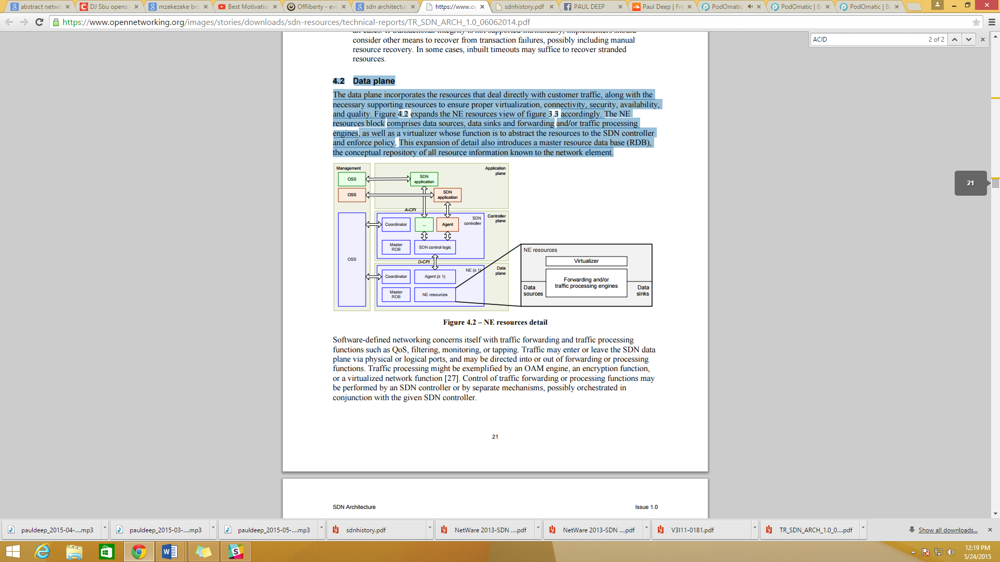 abstract netwo
DJ Sbu opens
mzekezeke bro
Best Motivatio
Offliberty - evi
sdn architectur
https://www.o
sdnhistory.pdf
PAUL DEEP
Paul Deep | Fre
PodOmatic
PodOmatic | B
PodOmatic | B
https://www.opennetworking.org/images/stories/downloads/sdn-resources/technical-reports/TR_SDN_ARCH_1.0_06062014.pdf
ACID
2 of 2
all cases. If transactional integrity is not supported intrinsically, implementers should
consider other means to recover from transaction failures, possibly including manual
resource recovery. In some cases, inbuilt timeouts may suffice to recover stranded
resources.
4.2 Data plane
The data plane incorporates the resources that deal directly with customer traffic, along with the
necessary supporting resources to ensure proper virtualization, connectivity, security, availability,
and quality. Figure 4.2 expands the NE resources view of figure 3.3 accordingly. The NE
resources block comprises data sources, data sinks and forwarding and/or traffic processing
engines, as well as a virtualizer whose function is to abstract the resources to the SDN controller
and enforce policy. This expansion of detail also introduces a master resource data base (RDB),
the conceptual repository of all resource information known to the network element.
Management
OSS
OSS
OSS
Application
plane
SDN
application
SDN
application
A-CPI
Controller
plane
SDN
controller
Coordinator
...
Agent
Master
RDB
SDN control logic
D-CPI
Data
plane
NE (≥ 1)
Coordinator
Agent (≥ 1)
Master
RDB
NE resources
NE resources
Virtualizer
Forwarding and/or
traffic processing engines
Data
sources
Data
sinks
21
Figure 4.2 – NE resources detail
Software-defined networking concerns itself with traffic forwarding and traffic processing
functions such as QoS, filtering, monitoring, or tapping. Traffic may enter or leave the SDN data
plane via physical or logical ports, and may be directed into or out of forwarding or processing
functions. Traffic processing might be exemplified by an OAM engine, an encryption function,
or a virtualized network function [27]. Control of traffic forwarding or processing functions may
be performed by an SDN controller or by separate mechanisms, possibly orchestrated in
conjunction with the given SDN controller.
21
SDN Architecture
Issue 1.0
pauldeep_2015-04-....mp3
pauldeep_2015-03-....mp3
pauldeep_2015-05-....mp3
sdnhistory.pdf
NetWare 2013-SDN ....pdf
NetWare 2013-SDN ....pdf
V3I11-0181.pdf
TR_SDN_ARCH_1.0_0....pdf
Show all downloads...
12:19 PM
5/24/2015